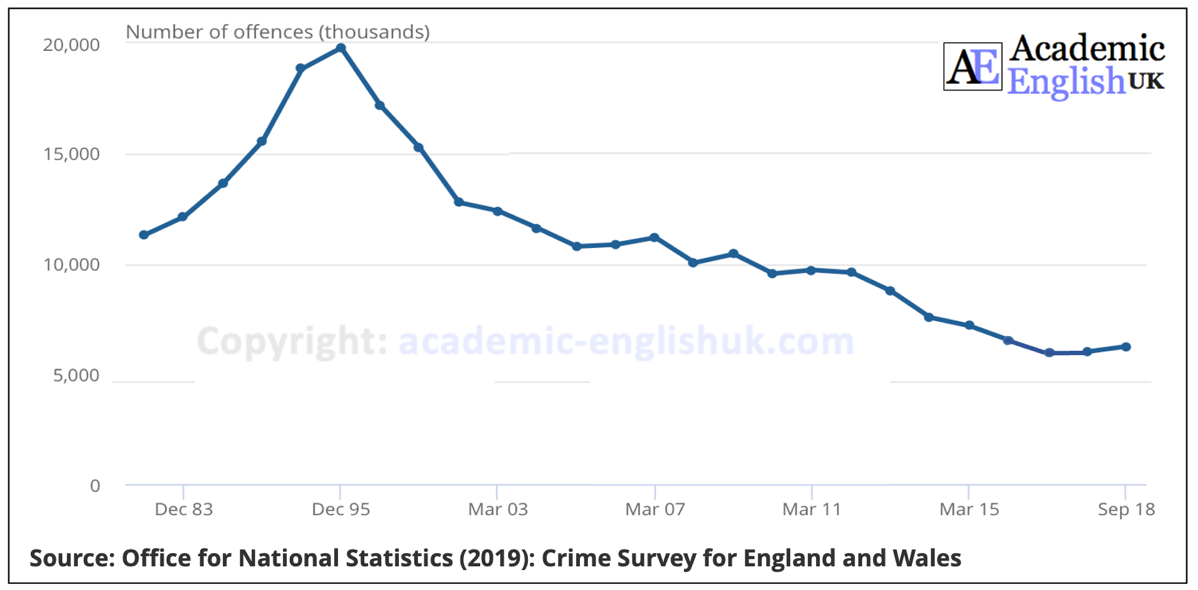 Number of offences (thousands)
AE Academic
EnglishUK
20,000
15,000
10,000
Copyright: academic-englishuk.com
5,000
0
Dec 83 Dec 95 Mar 03 Mar 07 Mar 11 Mar 15 Sep 18
Source: Office for National Statistics (2019): Crime Survey for England and Wales